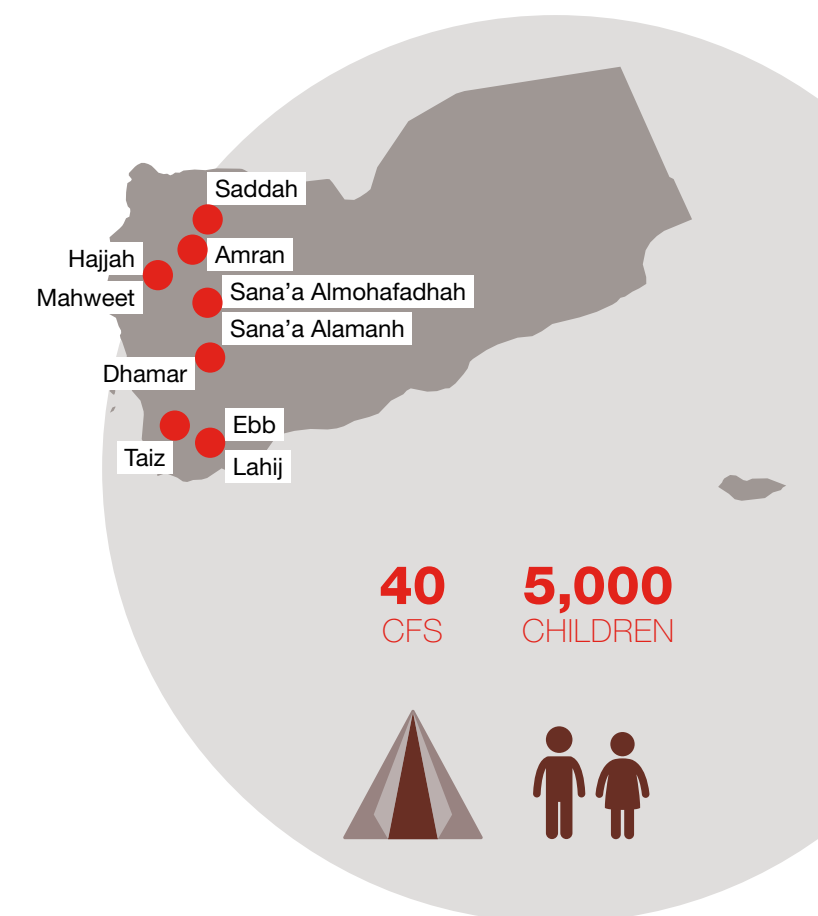 Saddah
Amran
Hajjah
Mahweet
Sana’a Almohafadhah
Sana’a Alamanh
Dhamar
Ebb
Taiz
Lahij
40
CFS
5,000
CHILDREN